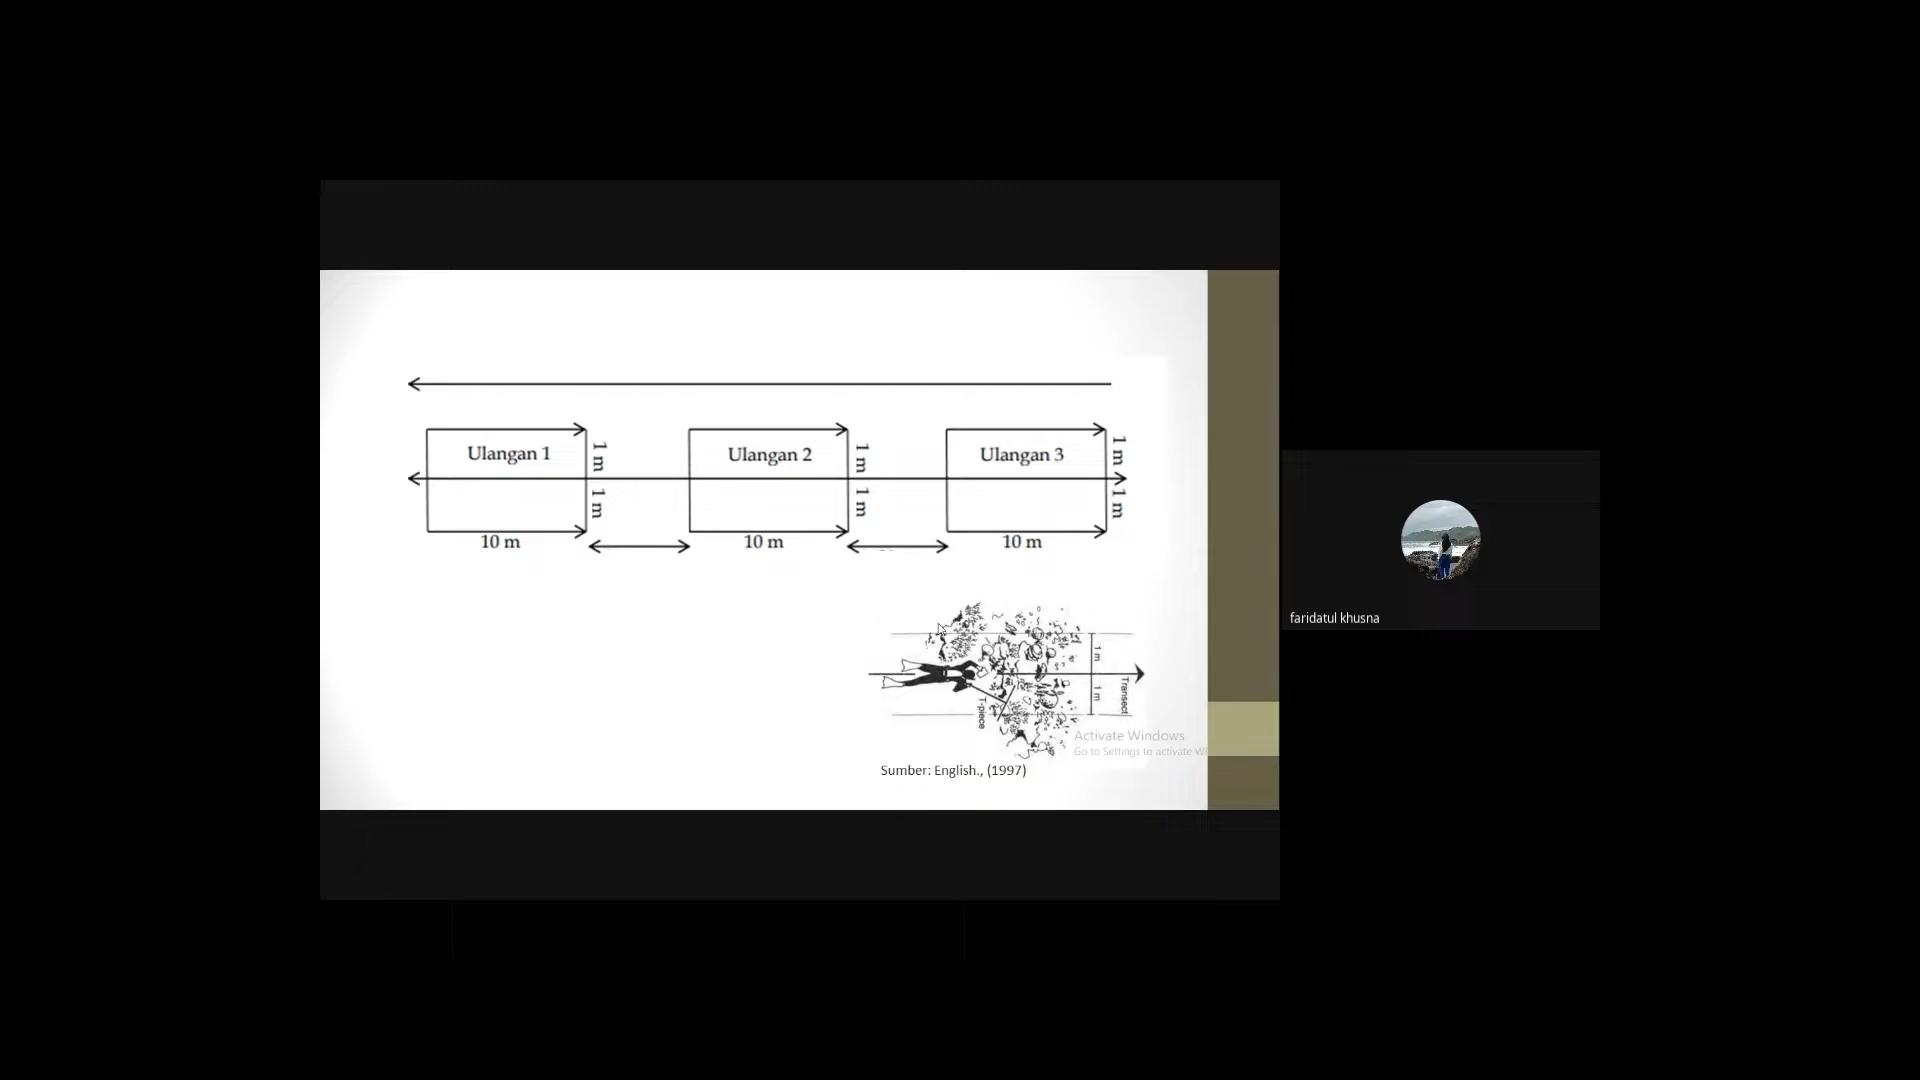 Ulangan 1
1 m
1 m
10 m
Ulangan 2
1 m
1 m
10 m
Ulangan 3
1 m
1 m
10 m
1 m
1 m
Transect
T-piece
Sumber: English., (1997)
Activate Windows
Go to Settings to activate Wi
faridatul khusna